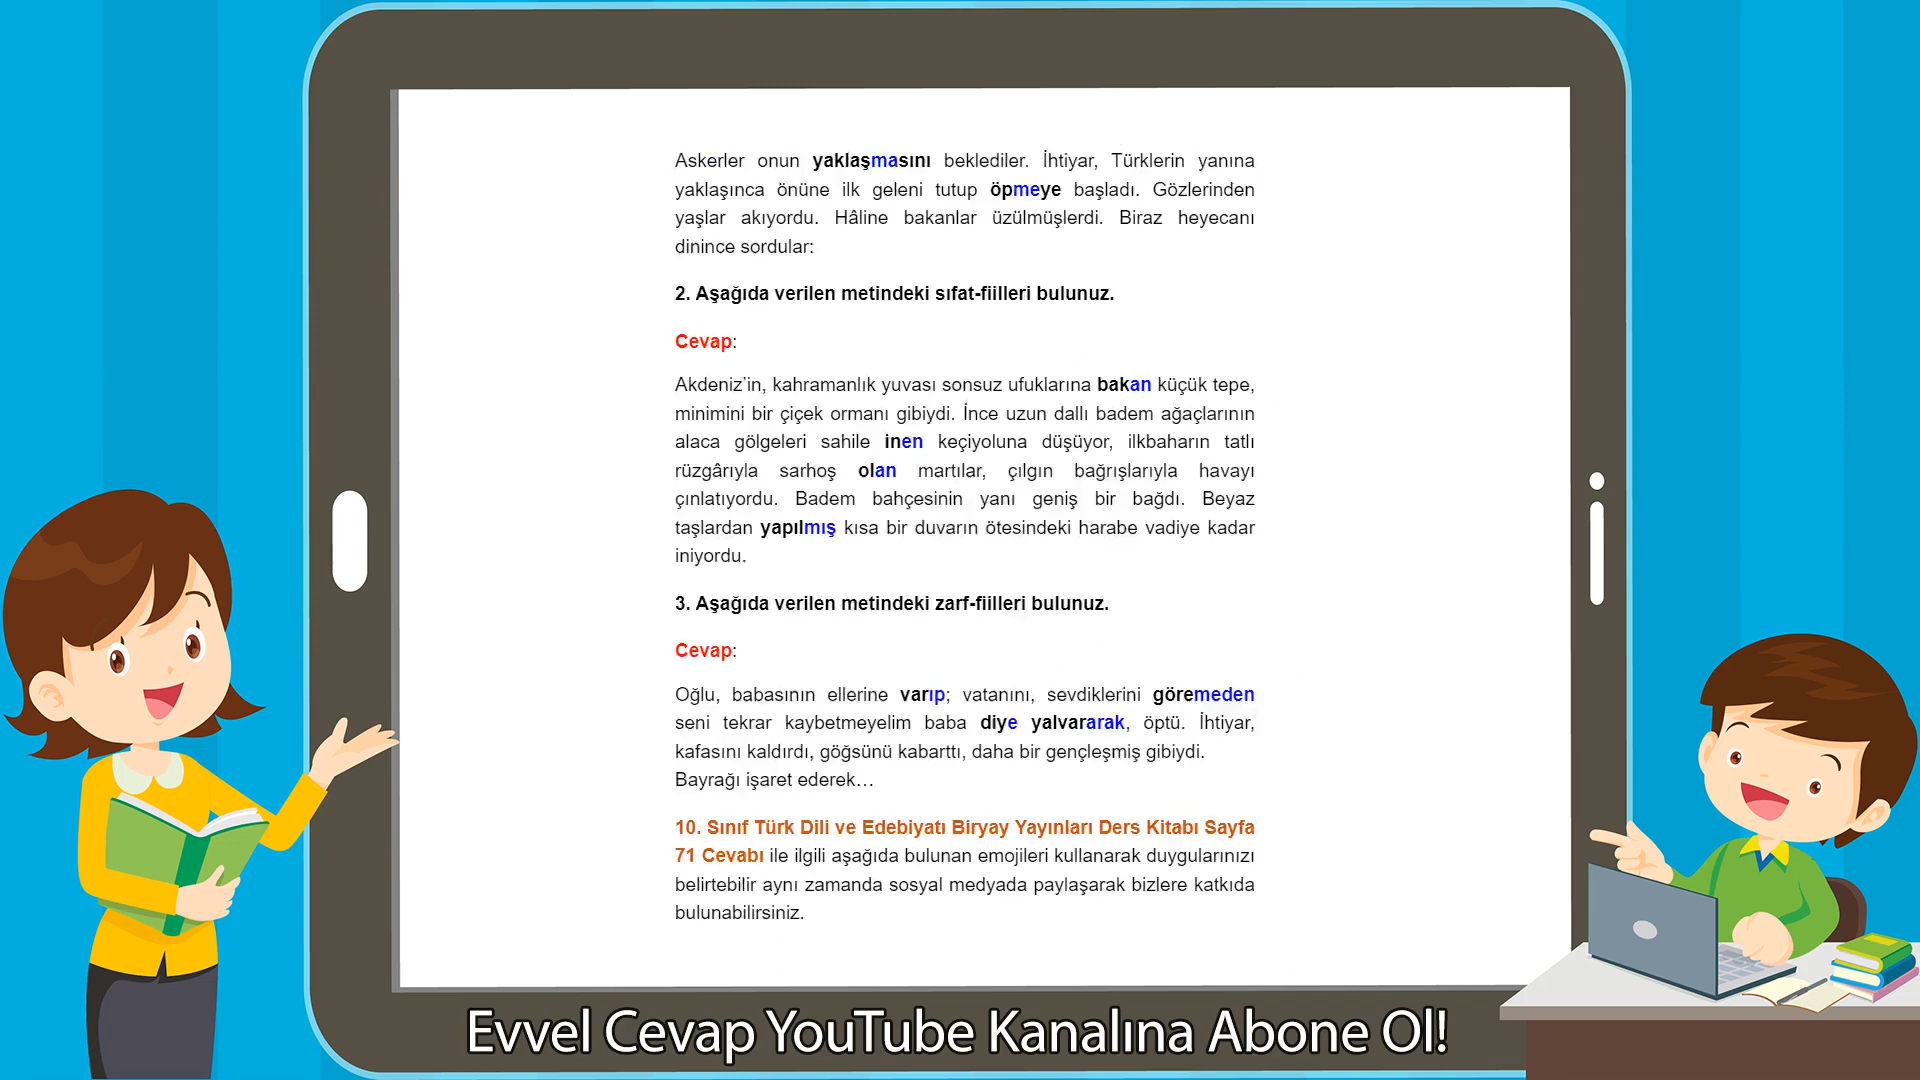 Askerler onun yaklaşmasını beklediler. İhtiyar, Türklerin yanına
yaklaşınca önüne ilk geleni tutup öpmeye başladı. Gözlerinden
yaşlar akıyordu. Hâline bakanlar üzülmüşlerdi. Biraz heyecanı
dinince sordular:
2. Aşağıda verilen metindeki sıfat-fiilleri bulunuz.
Cevap:
Akdeniz’in, kahramanlık yuvası sonsuz ufuklarına bakan küçük tepe,
minimini bir çiçek ormanı gibiydi. İnce uzun dallı badem ağaçlarının
alaca gölgeleri sahile inen keçiyoluna düşüyor, ilkbaharın tatlı
rüzgârıyla sarhoş olan martılar, çılgın bağrışlarıyla havayı
çınlatıyordu. Badem bahçesinin yanı geniş bir bağdı. Beyaz
taşlardan yapılmış kısa bir duvarın ötesindeki harabe vadiye kadar
iniyordu.
3. Aşağıda verilen metindeki zarf-fiilleri bulunuz.
Cevap:
Oğlu, babasının ellerine varıp; vatanını, sevdiklerini göremeden
seni tekrar kaybetmeyelim baba diye yalvararak, öptü. İhtiyar,
kafasını kaldırdı, göğsünü kabarttı, daha bir gençleşmiş gibiydi.
Bayrağı işaret ederek…
10. Sınıf Türk Dili ve Edebiyatı Biryay Yayınları Ders Kitabı Sayfa
71 Cevabı ile ilgili aşağıda bulunan emojileri kullanarak duygularınızı
belirtebilir aynı zamanda sosyal medyada paylaşarak bizlere katkıda
bulunabilirsiniz.
Evvel Cevap YouTube Kanalına Abone Ol!